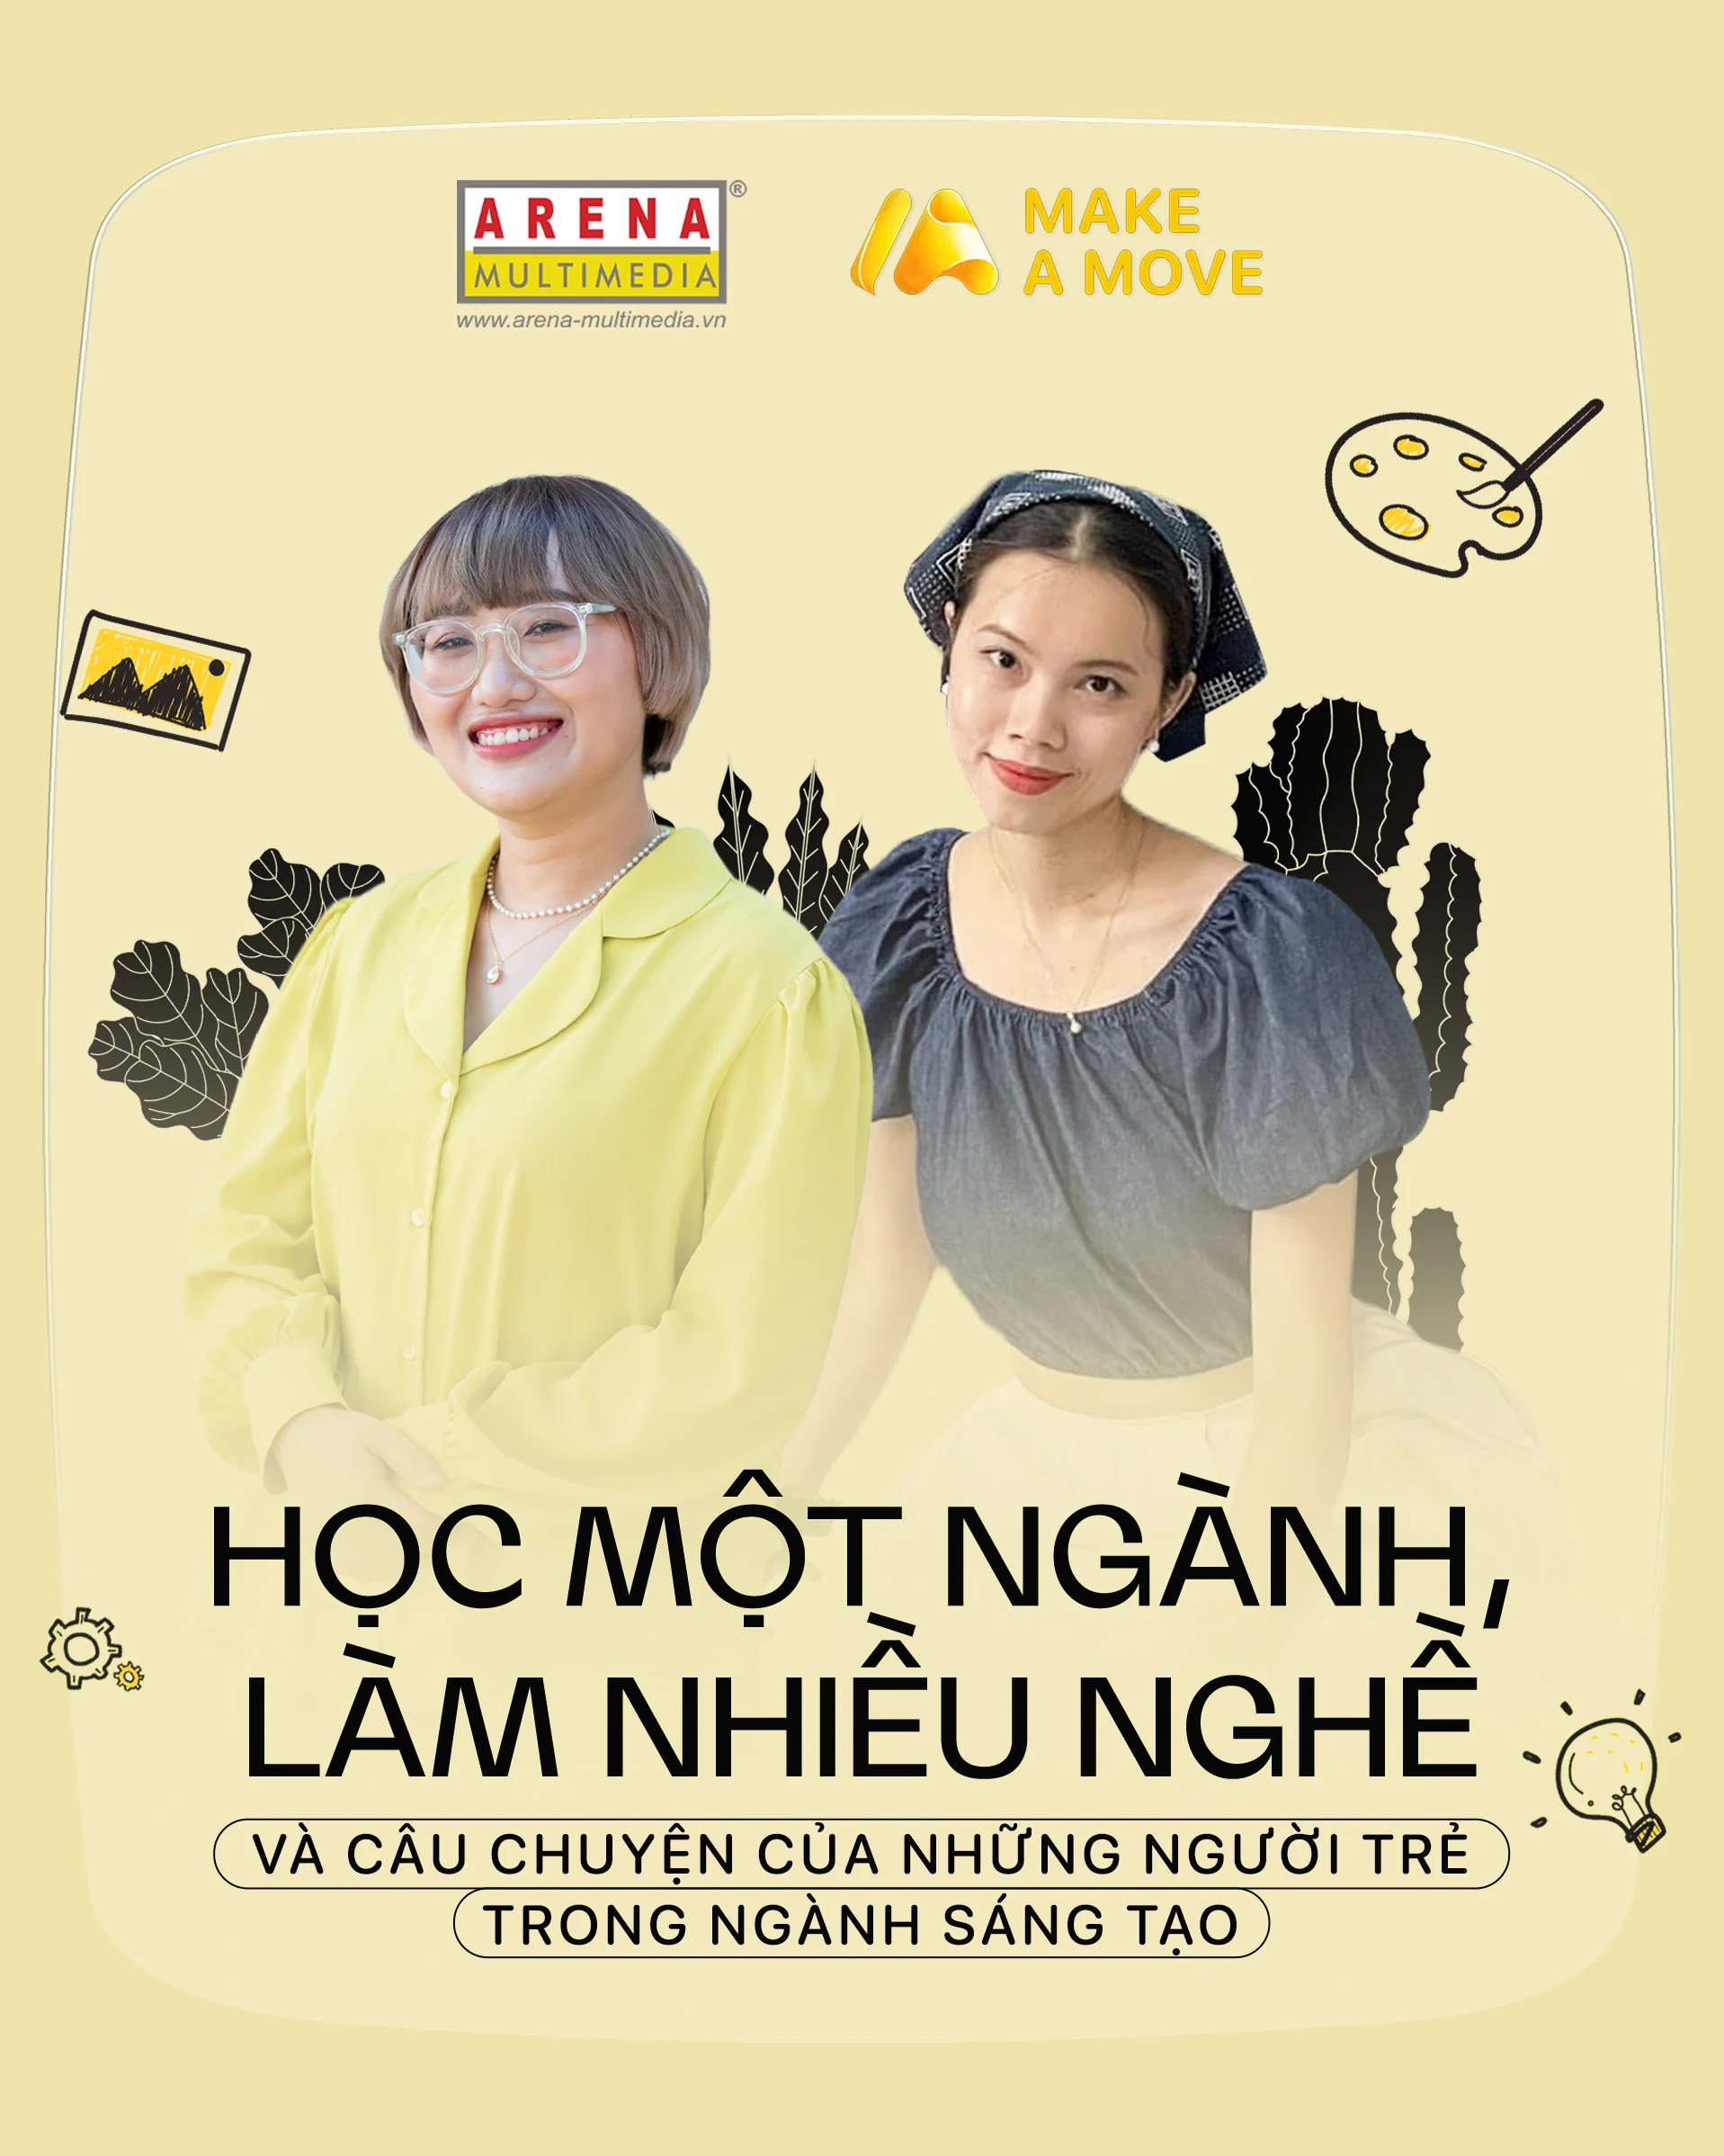 ARENA®
MULTIMEDIA
www.arena-multimedia.vn
MAKE
A MOVE
HỌC MỘT NGÀNH,
LÀM NHIỀU NGHỀ
VÀ CÂU CHUYỆN CỦA NHỮNG NGƯỜI TRẺ
TRONG NGÀNH SÁNG TẠO